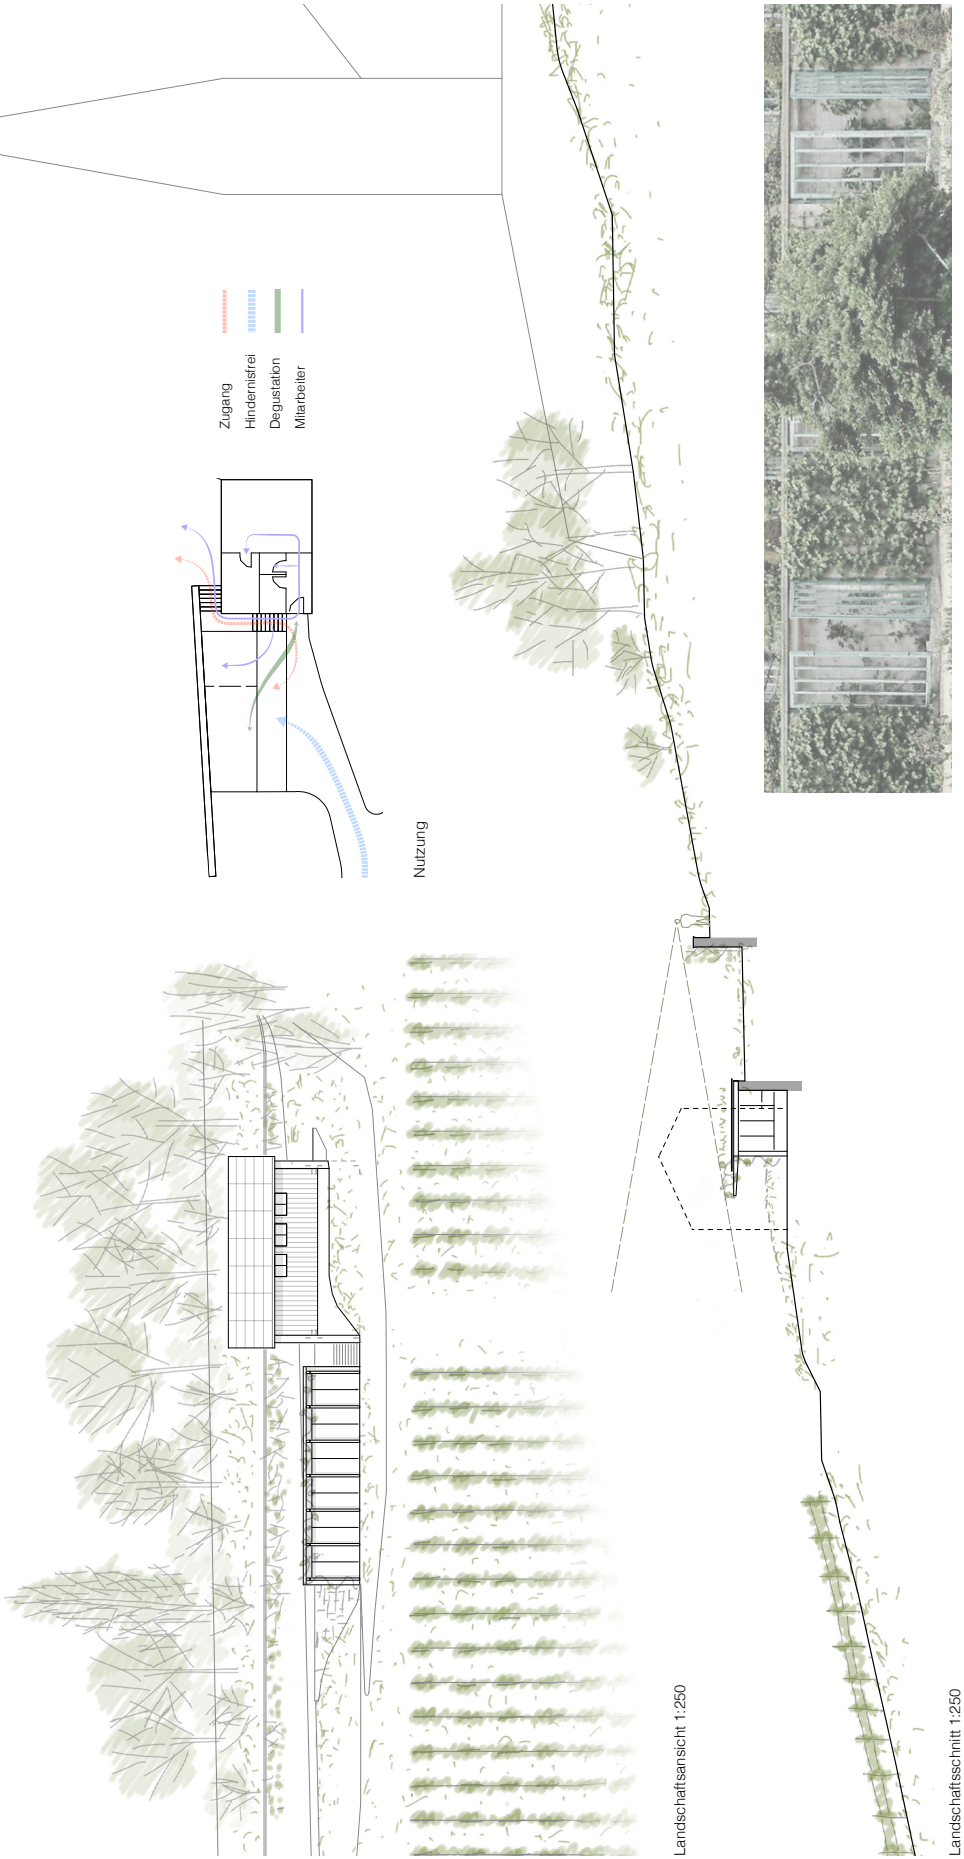 Zugang
Hindernisfrei
Degustation
Mitarbeiter
Nutzung
Landschaftsansicht 1:250
Landschaftsschnitt 1:250